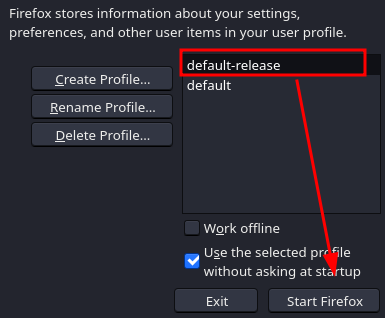 Firefox stores information about your settings,
preferences, and other user items in your user profile.
Create Profile...
Rename Profile...
Delete Profile...
default-release
default
Work offline
Use the selected profile
without asking at startup
Exit
Start Firefox